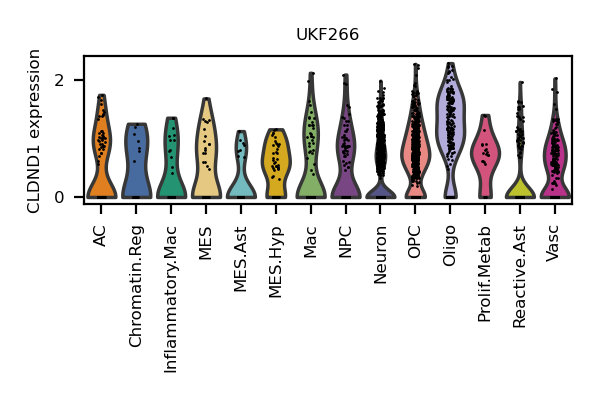 UKF266
CLDND1 expression
2
0
AC
Chromatin.Reg
Inflammatory.Mac
MES
MES.Ast
MES.Hyp
Mac
NPC
Neuron
OPC
Oligo
Prolif.Metab
Reactive.Ast
Vasc